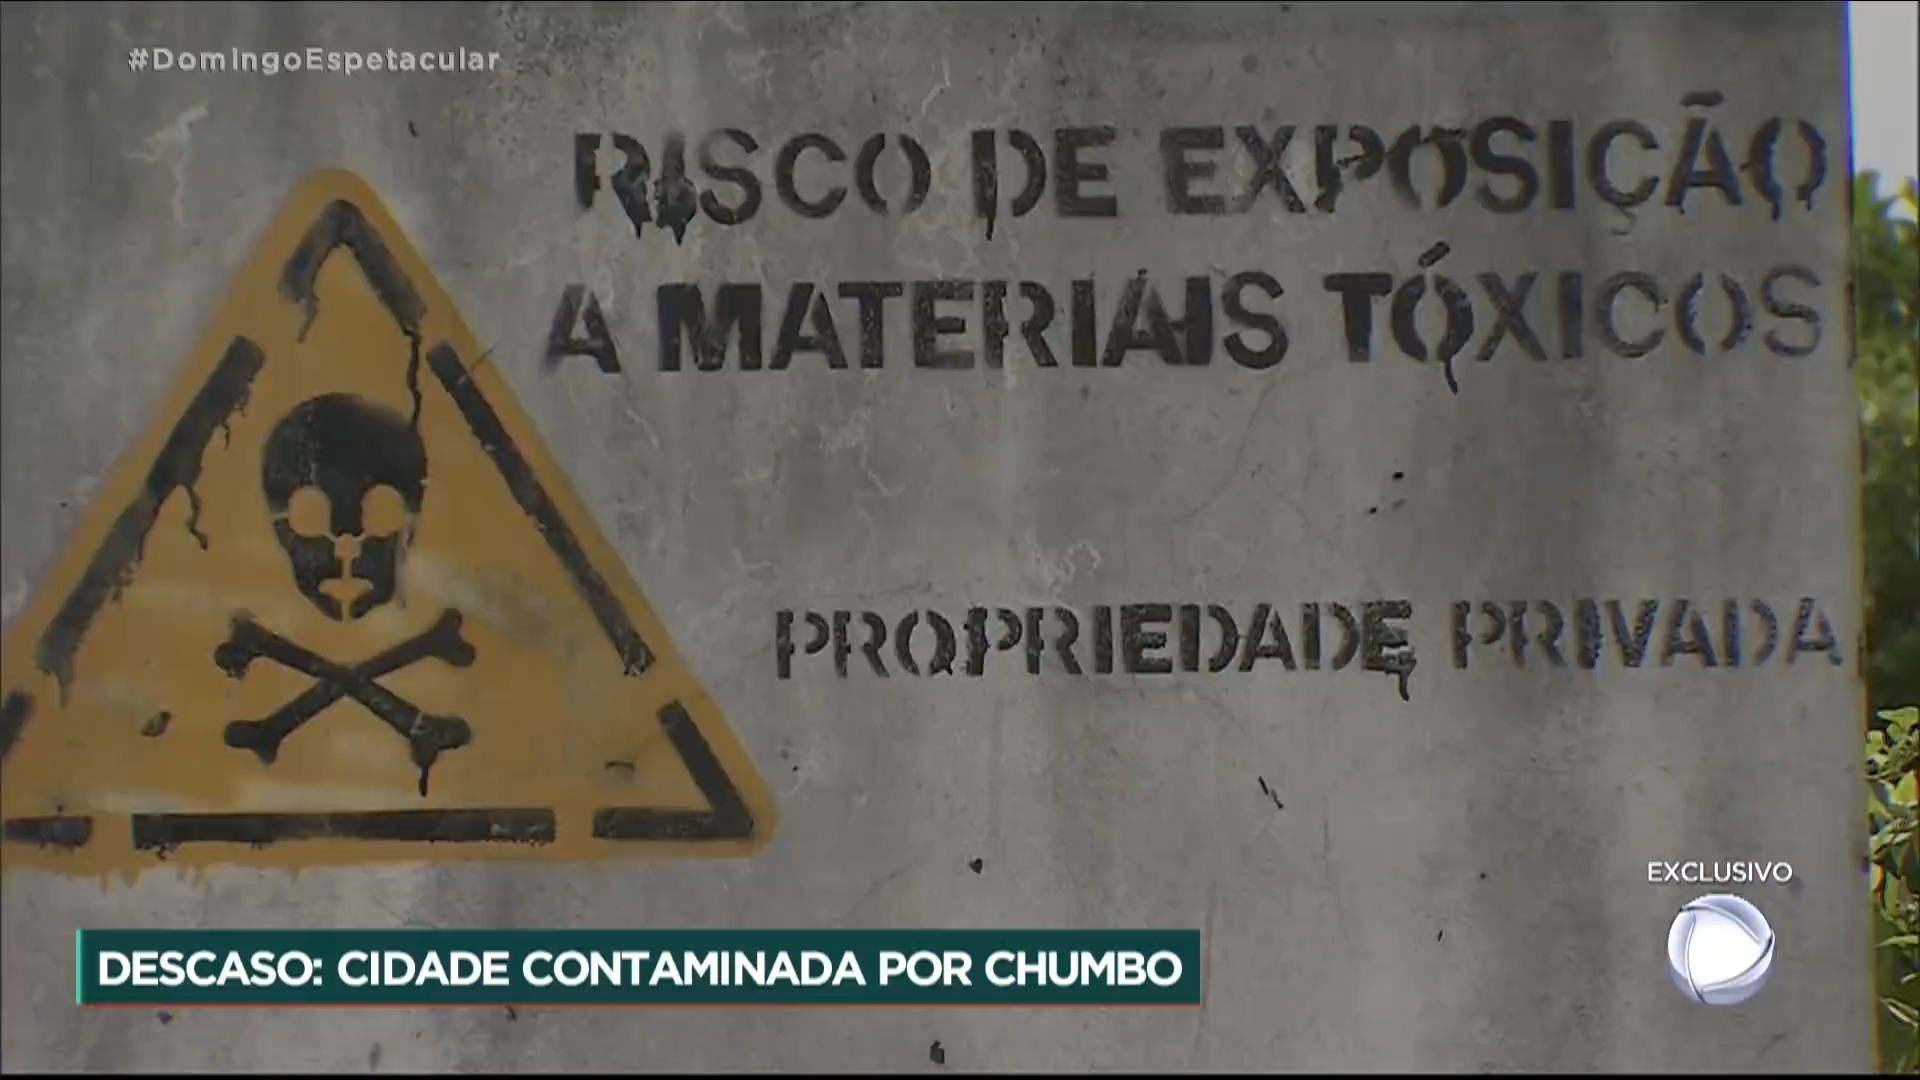 #DomingoEspetacular
RISCO DE EXPOSIÇÃO
A MATERIAIS TÓXICOS
PROPRIEDADE PRIVADA
EXCLUSIVO
DESCASO: CIDADE CONTAMINADA POR CHUMBO